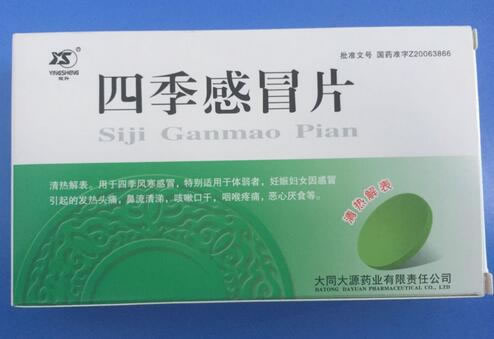 YS®
YINGSHENG
批准文号 国药准字Z20063866
四季感冒片
Siji Ganmao Pian
清热解表。用于四季风寒感冒，特别适用于体弱者，妊娠妇女因感冒
引起的发热头痛，鼻流清涕，咳嗽口干，咽喉疼痛，恶心厌食等。
清热解表
大同大源药业有限责任公司
DATONG DAYUAN PHARMACEUTICAL CO., LTD